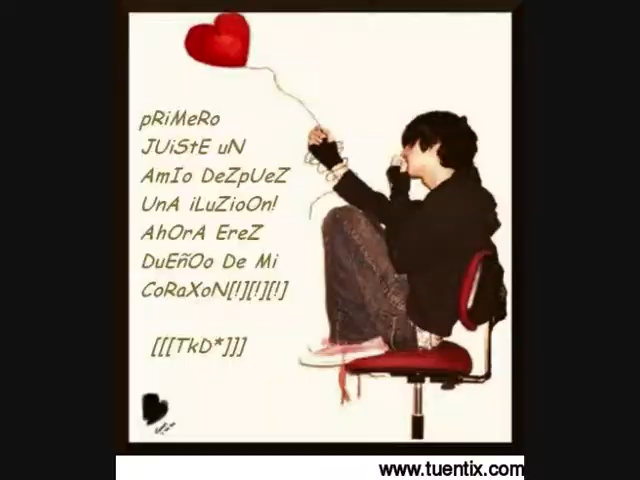 pRiMeRo
JUiStE uN
AmIo DeZpUeZ
UnA iLuZioOn!
AhOrA EreZ
DuEñOo De Mi
CoRaXoN[!][!][!]
[[[TkD*]]]
www.tuentix.com